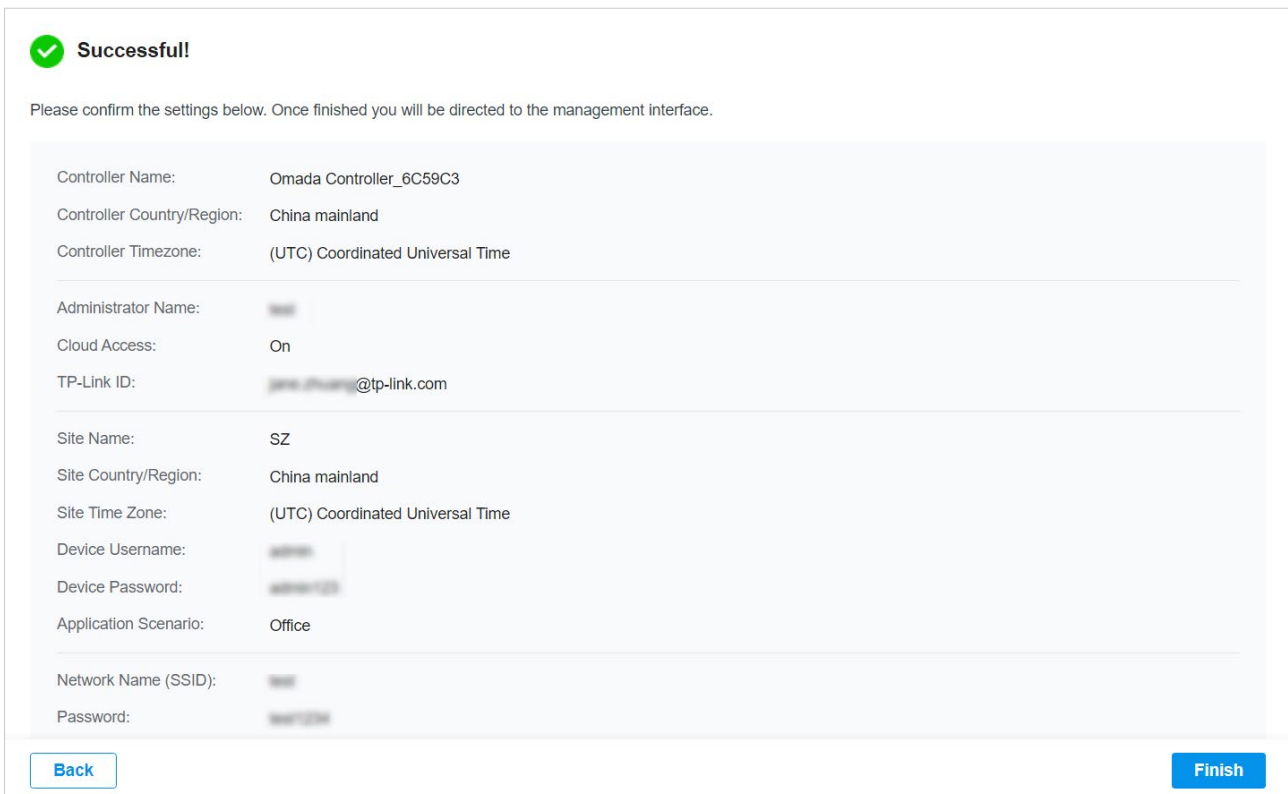 Successful!
Please confirm the settings below. Once finished you will be directed to the management interface.
Controller Name: Omada Controller_6C59C3
Controller Country/Region: China mainland
Controller Timezone: (UTC) Coordinated Universal Time
Administrator Name:
Cloud Access: On
TP-Link ID: @tp-link.com
Site Name: SZ
Site Country/Region: China mainland
Site Time Zone: (UTC) Coordinated Universal Time
Device Username:
Device Password:
Application Scenario: Office
Network Name (SSID):
Password:
Back Finish